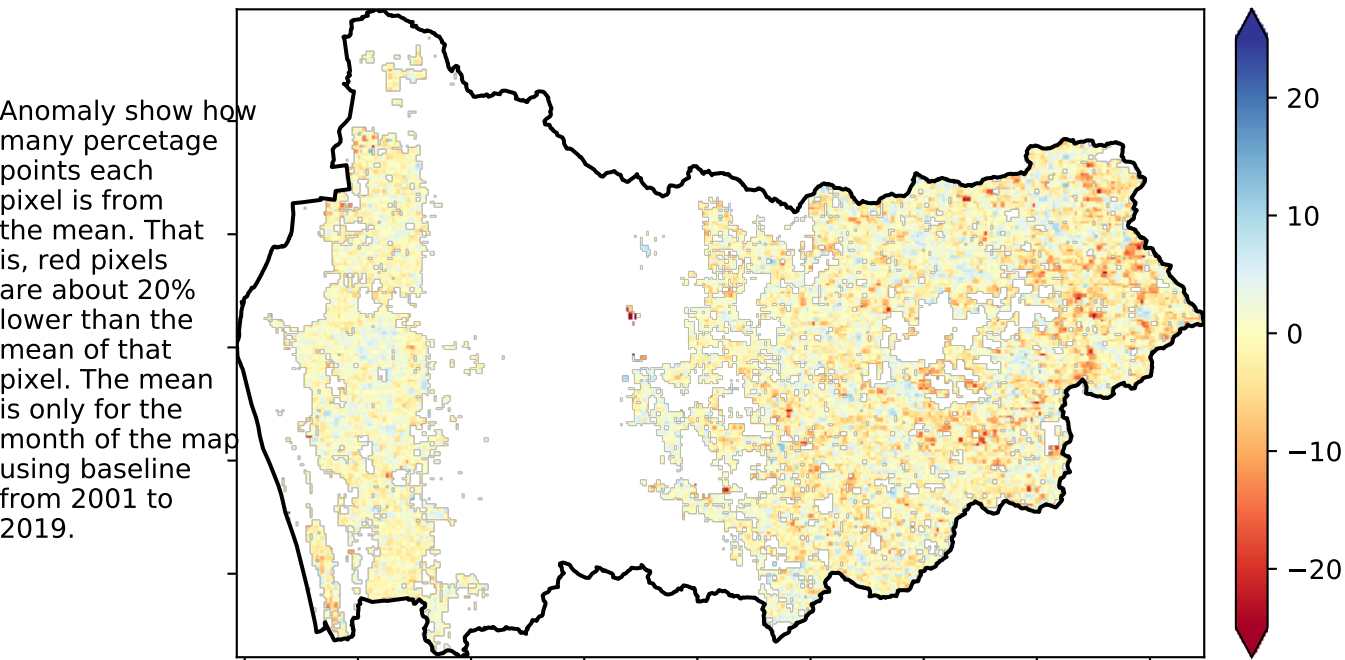 Anomaly show how
many percetage
points each
pixel is from
the mean. That
is, red pixels
are about 20%
lower than the
mean of that
pixel. The mean
is only for the
month of the map
using baseline
from 2001 to
2019.
20
10
0
−10
−20